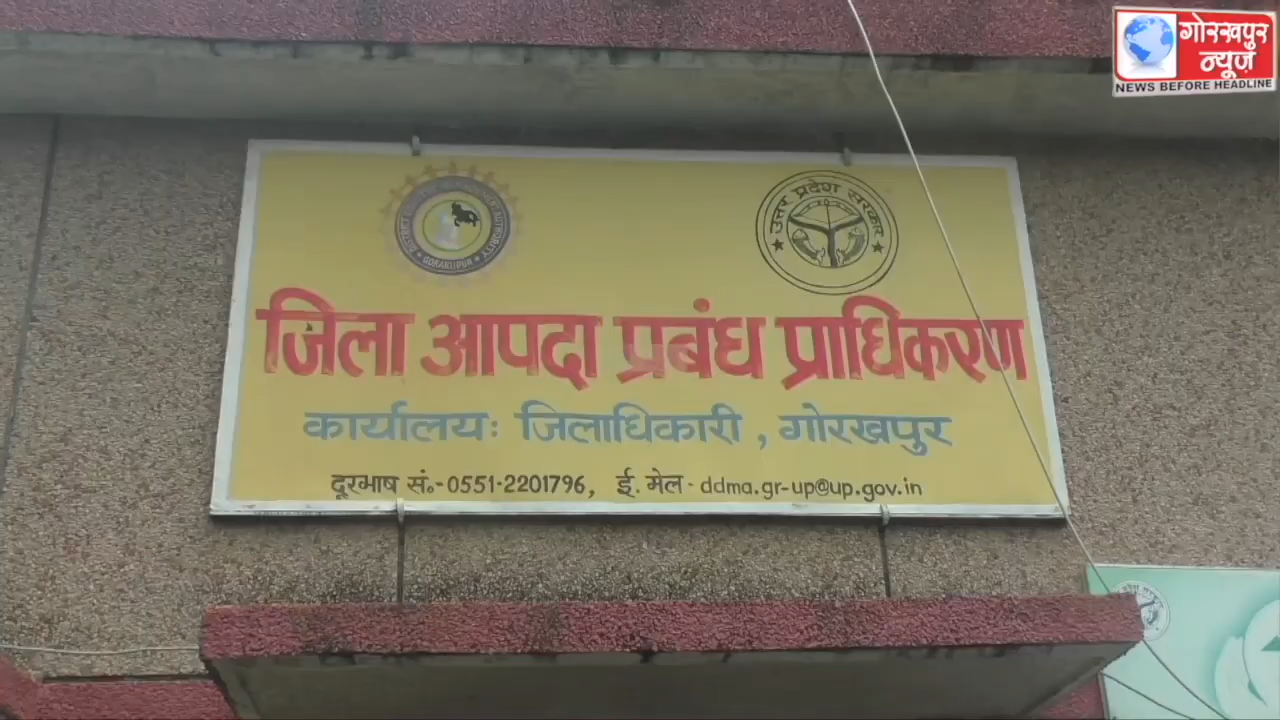 गोरखपुर
न्यूज़
NEWS BEFORE HEADLINE
उत्तर प्रदेश सरकार
GORAKHPUR
जिला आपदा प्रबंध प्राधिकरण
कार्यालयः जिलाधिकारी, गोरखपुर
दूरभाष सं॰-0551-2201796, ई. मेल - ddma.gr-up@up.gov.in